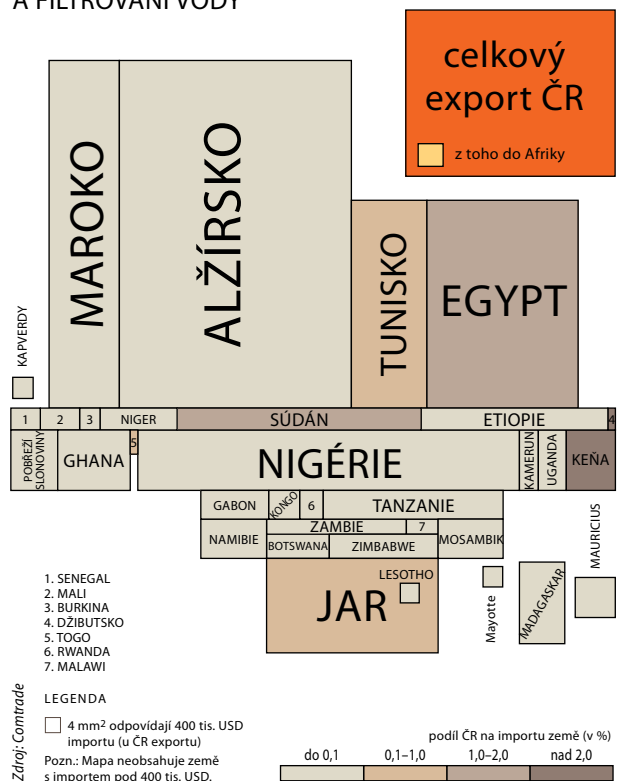 A FILTROVÁNÍ VODY
celkový
export ČR
z toho do Afriky
MAROKO
ALŽÍRSKO
TUNISKO
EGYPT
KAPVERDY
1
2
3
NIGER
SÚDÁN
ETIOPIE
4
POBŘEŽÍ
SLONOVINY
GHANA
5
NIGÉRIE
KAMERUN
UGANDA
KEŇA
GABON
KONGO
6
TANZANIE
NAMIBIE
ZAMBIE
7
BOTSWANA
ZIMBABWE
MOSAMBIK
JAR
LESOTHO
Mayotte
MADAGASKAR
MAURICIUS
1. SENEGAL
2. MALI
3. BURKINA
4. DŽIBUTSKO
5. TOGO
6. RWANDA
7. MALAWI
Zdroj: Comtrade
LEGENDA
4 mm² odpovídají 400 tis. USD
importu (u ČR exportu)
Pozn.: Mapa neobsahuje země
s importem pod 400 tis. USD.
podíl ČR na importu země (v %)
do 0,1
0,1–1,0
1,0–2,0
nad 2,0